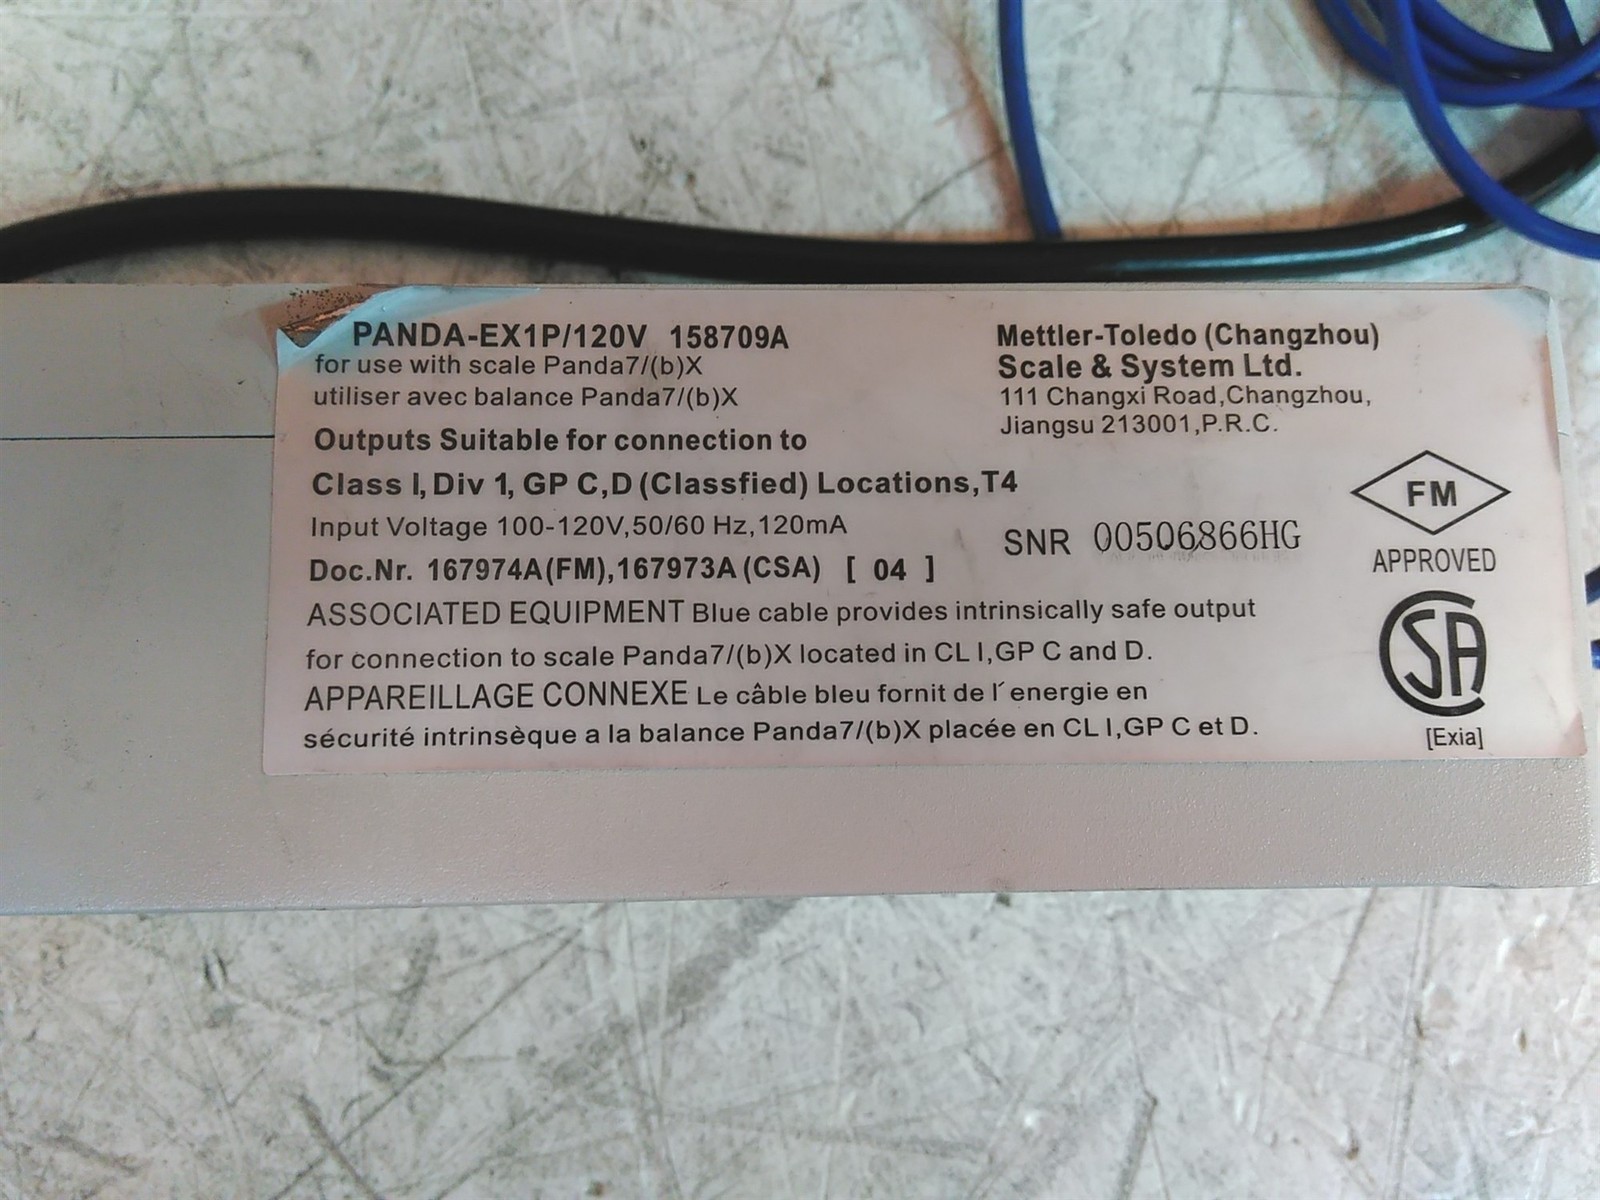 PANDA-EX1P/120V 158709A
for use with scale Panda7/(b)X
utiliser avec balance Panda7/(b)X
Mettler-Toledo (Changzhou)
Scale & System Ltd.
111 Changxi Road,Changzhou,
Jiangsu 213001,P.R.C.
Outputs Suitable for connection to
Class I, Div 1, GP C,D (Classfied) Locations,T4
Input Voltage 100-120V,50/60 Hz,120mA
SNR 00506866HG
Doc.Nr. 167974A(FM),167973A(CSA) [ 04 ]
FM
APPROVED
ASSOCIATED EQUIPMENT Blue cable provides intrinsically safe output
for connection to scale Panda7/(b)X located in CL I,GP C and D.
APPAREILLAGE CONNEXE Le câble bleu fornit de l´energie en
sécurité intrinsèque a la balance Panda7/(b)X placée en CL I,GP C et D.
CSA
[Exia]